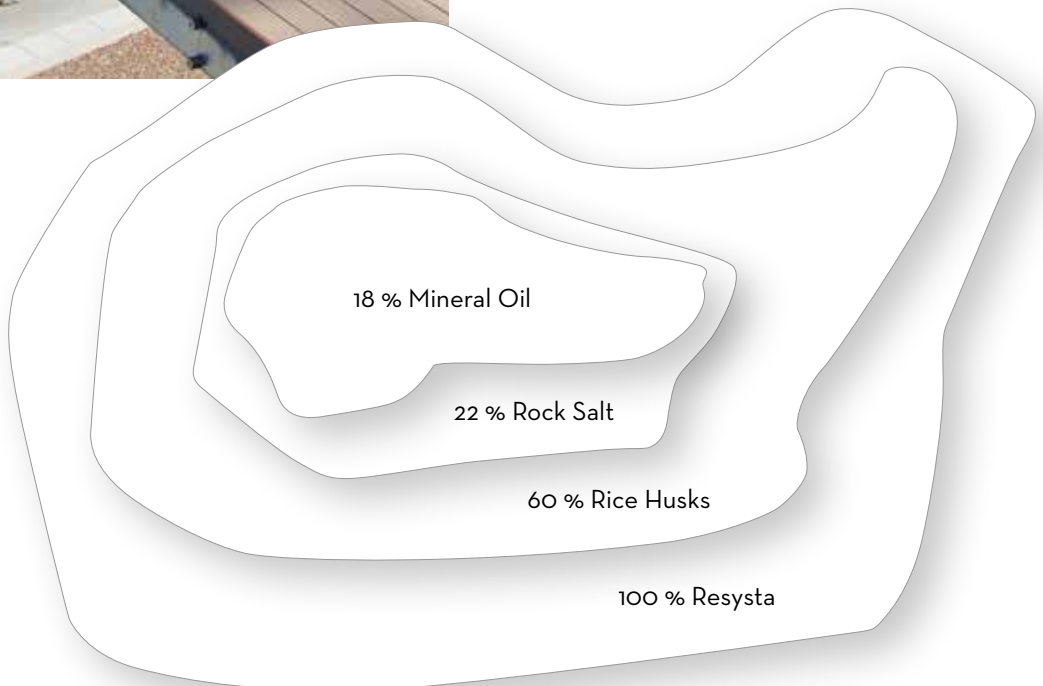 18 % Mineral Oil
22 % Rock Salt
60 % Rice Husks
100 % Resysta